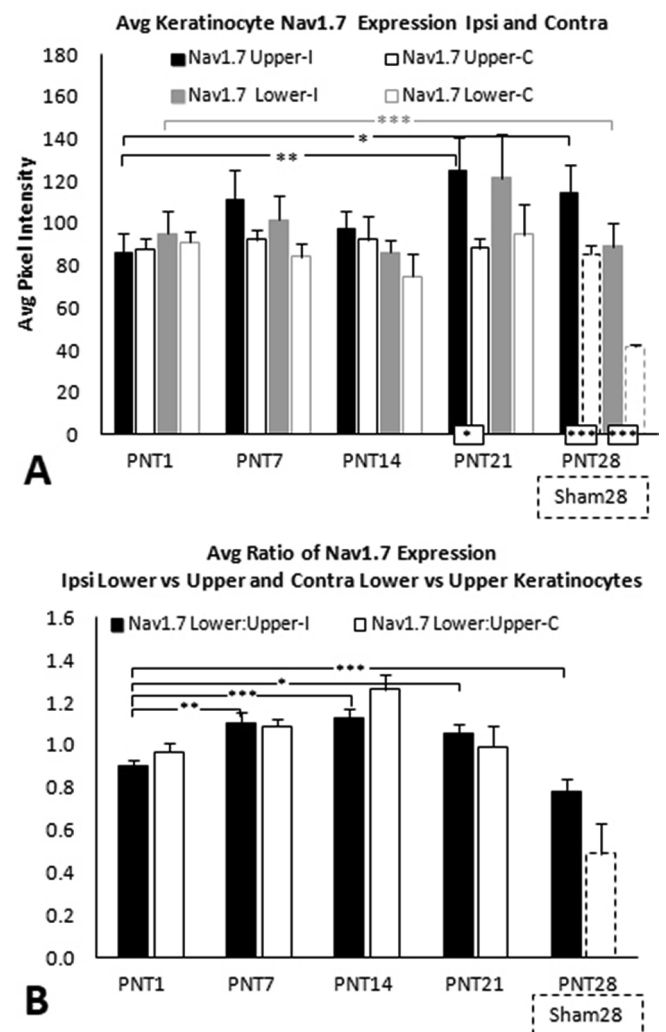 Avg Keratinocyte Nav1.7 Expression Ipsi and Contra
180
160
140
120
100
80
60
40
20
0
Avg Pixel Intensity
Nav1.7 Upper-I
Nav1.7 Upper-C
Nav1.7 Lower-I
Nav1.7 Lower-C
***
*
**
* *** ***
PNT1 PNT7 PNT14 PNT21 PNT28
Sham28
A
Avg Ratio of Nav1.7 Expression
Ipsi Lower vs Upper and Contra Lower vs Upper Keratinocytes
1.6
1.4
1.2
1.0
0.8
0.6
0.4
0.2
0.0
Nav1.7 Lower:Upper-I
Nav1.7 Lower:Upper-C
***
*
***
**
PNT1 PNT7 PNT14 PNT21 PNT28
Sham28
B